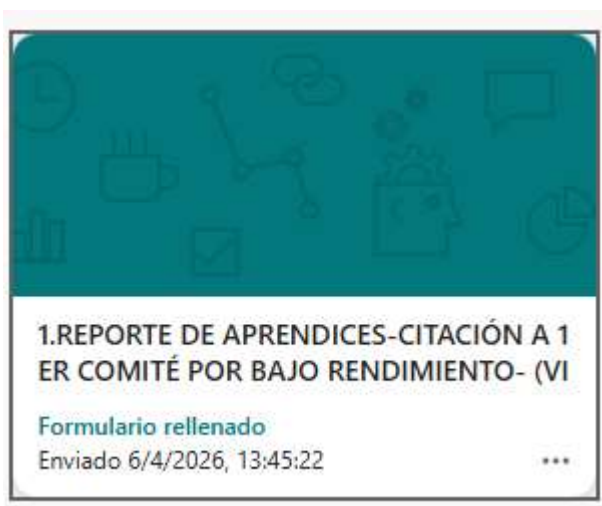 1.REPORTE DE APRENDICES-CITACIÓN A 1
ER COMITÉ POR BAJO RENDIMIENTO- (VI
Formulario rellenado
Enviado 6/4/2026, 13:45:22